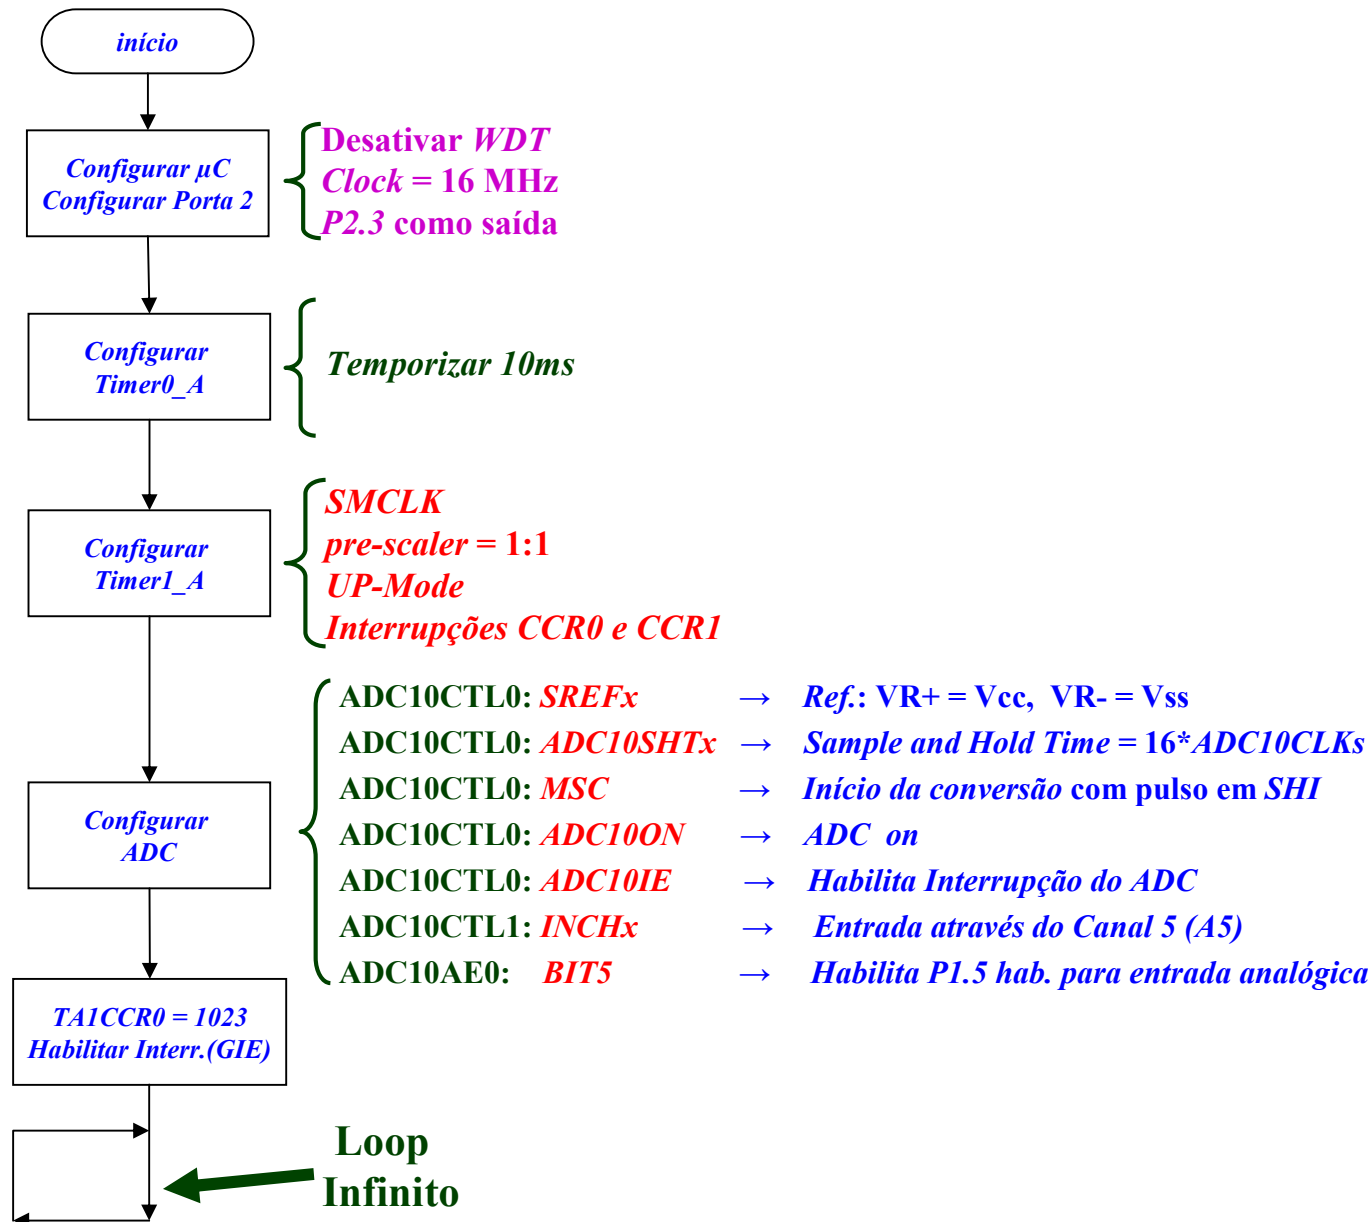 início
Configurar µC
Configurar Porta 2
Desativar WDT
Clock = 16 MHz
P2.3 como saída
Configurar
Timer0_A
Temporizar 10ms
Configurar
Timer1_A
SMCLK
pre-scaler = 1:1
UP-Mode
Interrupções CCR0 e CCR1
Configurar
ADC
ADC10CTL0: SREFx → Ref.: VR+ = Vcc, VR- = Vss
ADC10CTL0: ADC10SHTx → Sample and Hold Time = 16*ADC10CLKs
ADC10CTL0: MSC → Início da conversão com pulso em SHI
ADC10CTL0: ADC10ON → ADC on
ADC10CTL0: ADC10IE → Habilita Interrupção do ADC
ADC10CTL1: INCHx → Entrada através do Canal 5 (A5)
ADC10AE0: BIT5 → Habilita P1.5 hab. para entrada analógica
TA1CCR0 = 1023
Habilitar Interr.(GIE)
Loop
Infinito